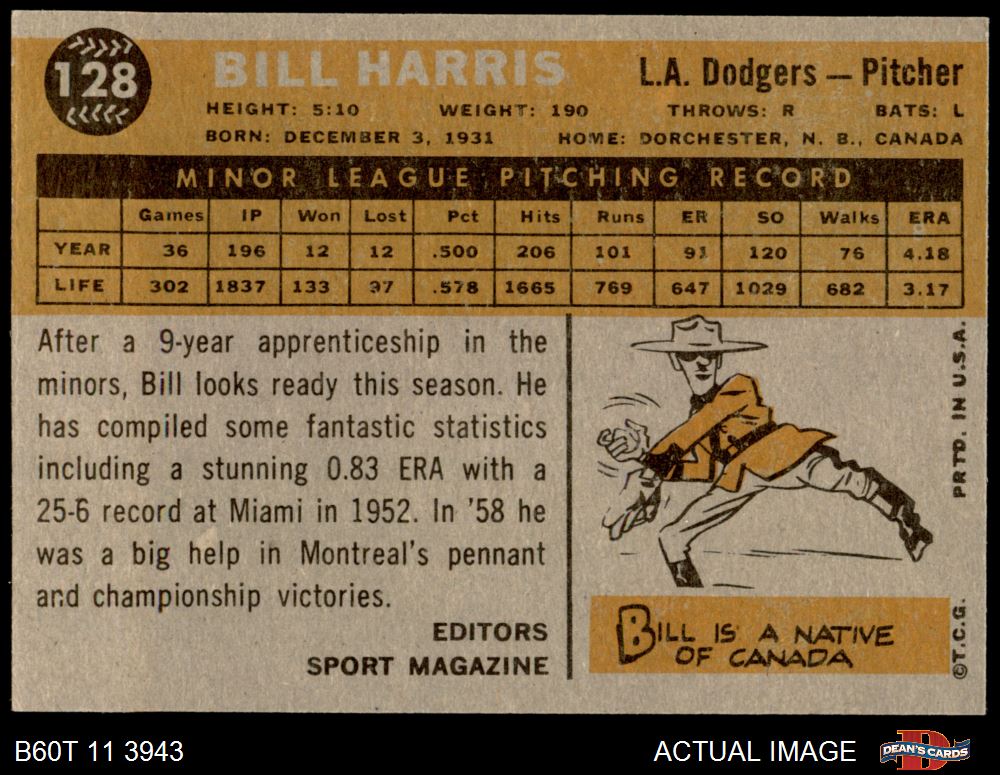 128
BILL HARRIS
L.A. Dodgers — Pitcher
HEIGHT: 5:10 WEIGHT: 190 THROWS: R BATS: L
BORN: DECEMBER 3, 1931 HOME: DORCHESTER, N. B., CANADA
MINOR LEAGUE PITCHING RECORD
Games IP Won Lost Pct Hits Runs ER SO Walks ERA
YEAR 36 196 12 12 .500 206 101 91 120 76 4.18
LIFE 302 1837 133 97 .578 1665 769 647 1029 682 3.17
After a 9-year apprenticeship in the
minors, Bill looks ready this season. He
has compiled some fantastic statistics
including a stunning 0.83 ERA with a
25-6 record at Miami in 1952. In '58 he
was a big help in Montreal's pennant
and championship victories.
EDITORS
SPORT MAGAZINE
BILL IS A NATIVE
OF CANADA
PRTD. IN U.S.A.
©T.C.G.
B60T 11 3943
ACTUAL IMAGE
D
DEAN'S CARDS